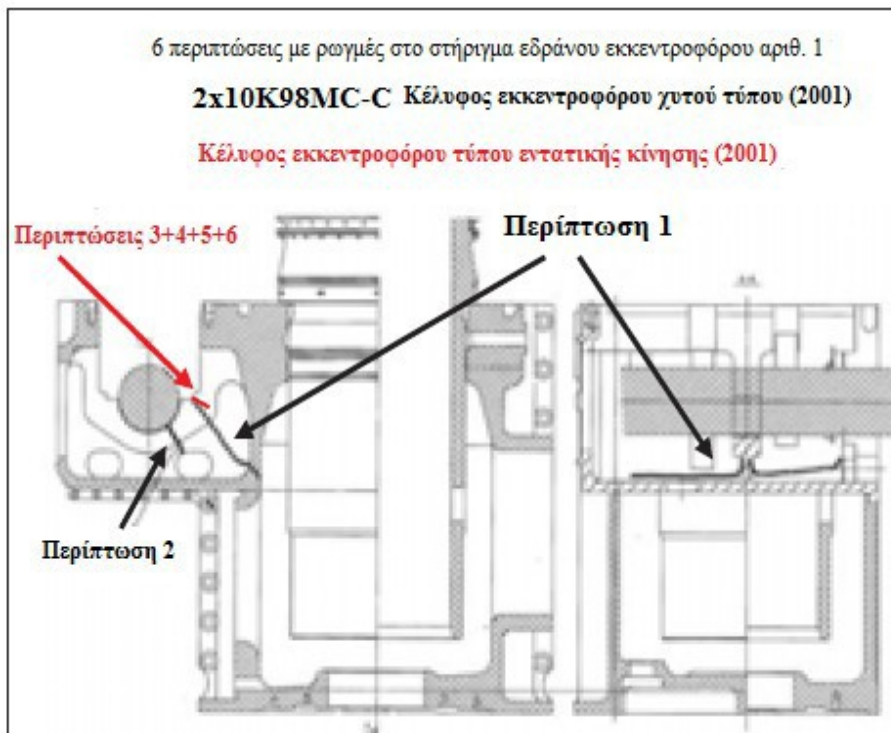 6 περιπτώσεις με ρωγμές στο στήριγμα εδράνου εκκεντροφόρου αριθ. 1
2x10K98MC-C Κέλυφος εκκεντροφόρου χυτού τύπου (2001)
Κέλυφος εκκεντροφόρου τύπου εντατικής κίνησης (2001)
Περιπτώσεις 3+4+5+6
Περίπτωση 1
Περίπτωση 2